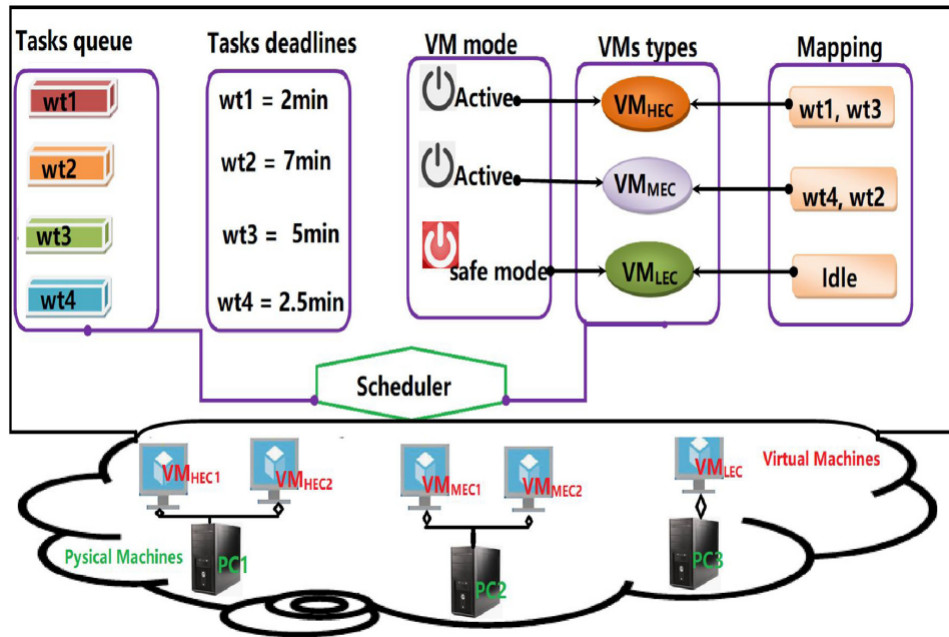 Tasks queue
wt1
wt2
wt3
wt4
Tasks deadlines
wt1 = 2min
wt2 = 7min
wt3 = 5min
wt4 = 2.5min
VM mode
Active
Active
safe mode
VMs types
VMHEC
VMMEC
VMLEC
Mapping
wt1, wt3
wt4, wt2
Idle
Scheduler
VMHEC1
VMHEC2
VMMEC1
VMMEC2
VMLEC
Virtual Machines
Pysical Machines
PC1
PC2
PC3